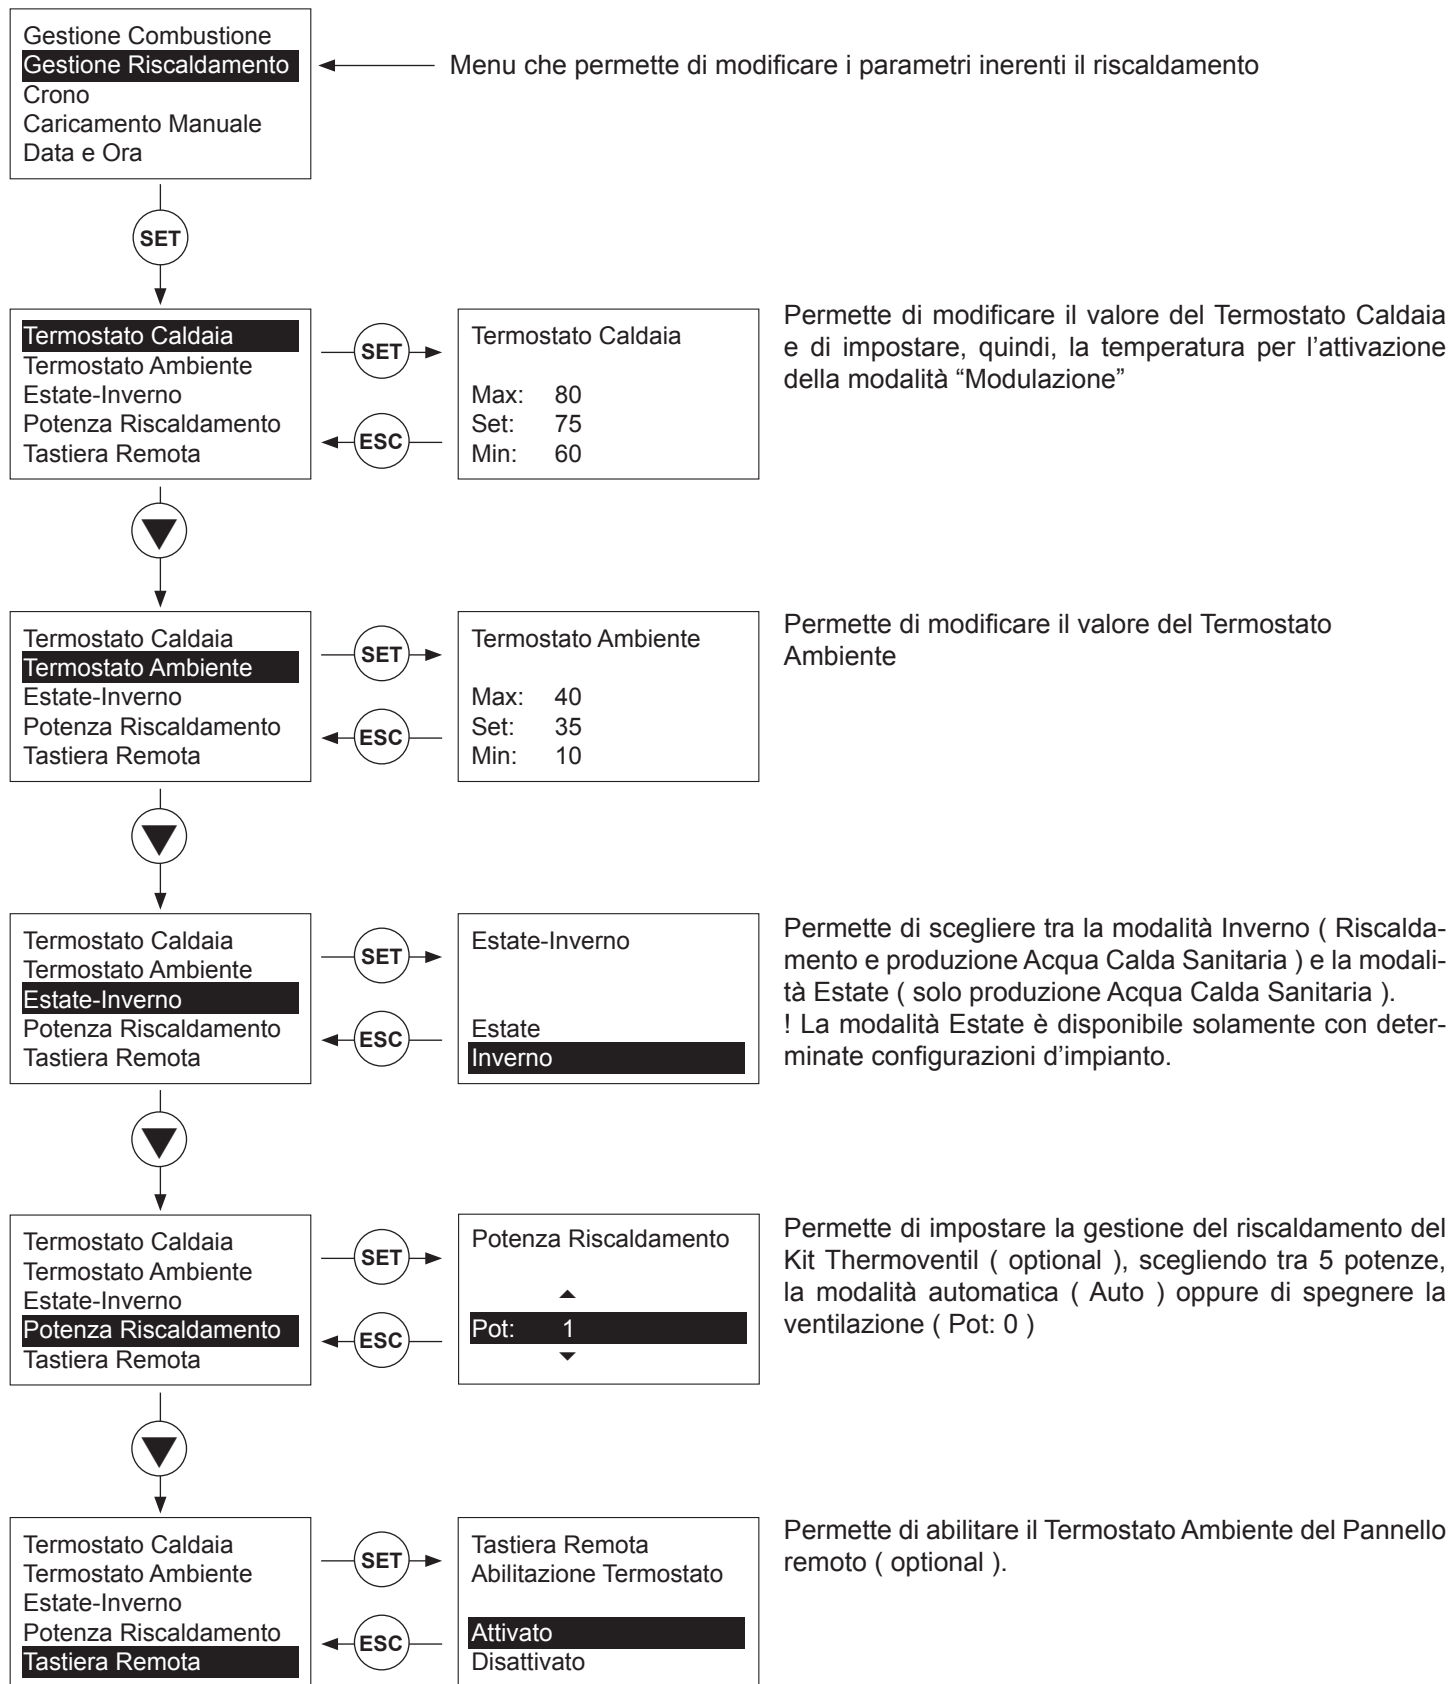 Gestione Combustione
Gestione Riscaldamento
Crono
Caricamento Manuale
Data e Ora
Menu che permette di modificare i parametri inerenti il riscaldamento
SET
Termostato Caldaia
Termostato Ambiente
Estate-Inverno
Potenza Riscaldamento
Tastiera Remota
SET
ESC
Termostato Caldaia
Max: 80
Set: 75
Min: 60
Permette di modificare il valore del Termostato Caldaia
e di impostare, quindi, la temperatura per l’attivazione
della modalità “Modulazione”
Termostato Caldaia
Termostato Ambiente
Estate-Inverno
Potenza Riscaldamento
Tastiera Remota
SET
ESC
Termostato Ambiente
Max: 40
Set: 35
Min: 10
Permette di modificare il valore del Termostato
Ambiente
Termostato Caldaia
Termostato Ambiente
Estate-Inverno
Potenza Riscaldamento
Tastiera Remota
SET
ESC
Estate-Inverno
Estate
Inverno
Permette di scegliere tra la modalità Inverno ( Riscalda-
mento e produzione Acqua Calda Sanitaria ) e la modali-
tà Estate ( solo produzione Acqua Calda Sanitaria ).
! La modalità Estate è disponibile solamente con deter-
minate configurazioni d’impianto.
Termostato Caldaia
Termostato Ambiente
Estate-Inverno
Potenza Riscaldamento
Tastiera Remota
SET
ESC
Potenza Riscaldamento
Pot: 1
Permette di impostare la gestione del riscaldamento del
Kit Thermoventil ( optional ), scegliendo tra 5 potenze,
la modalità automatica ( Auto ) oppure di spegnere la
ventilazione ( Pot: 0 )
Termostato Caldaia
Termostato Ambiente
Estate-Inverno
Potenza Riscaldamento
Tastiera Remota
SET
ESC
Tastiera Remota
Abilitazione Termostato
Attivato
Disattivato
Permette di abilitare il Termostato Ambiente del Pannello
remoto ( optional ).